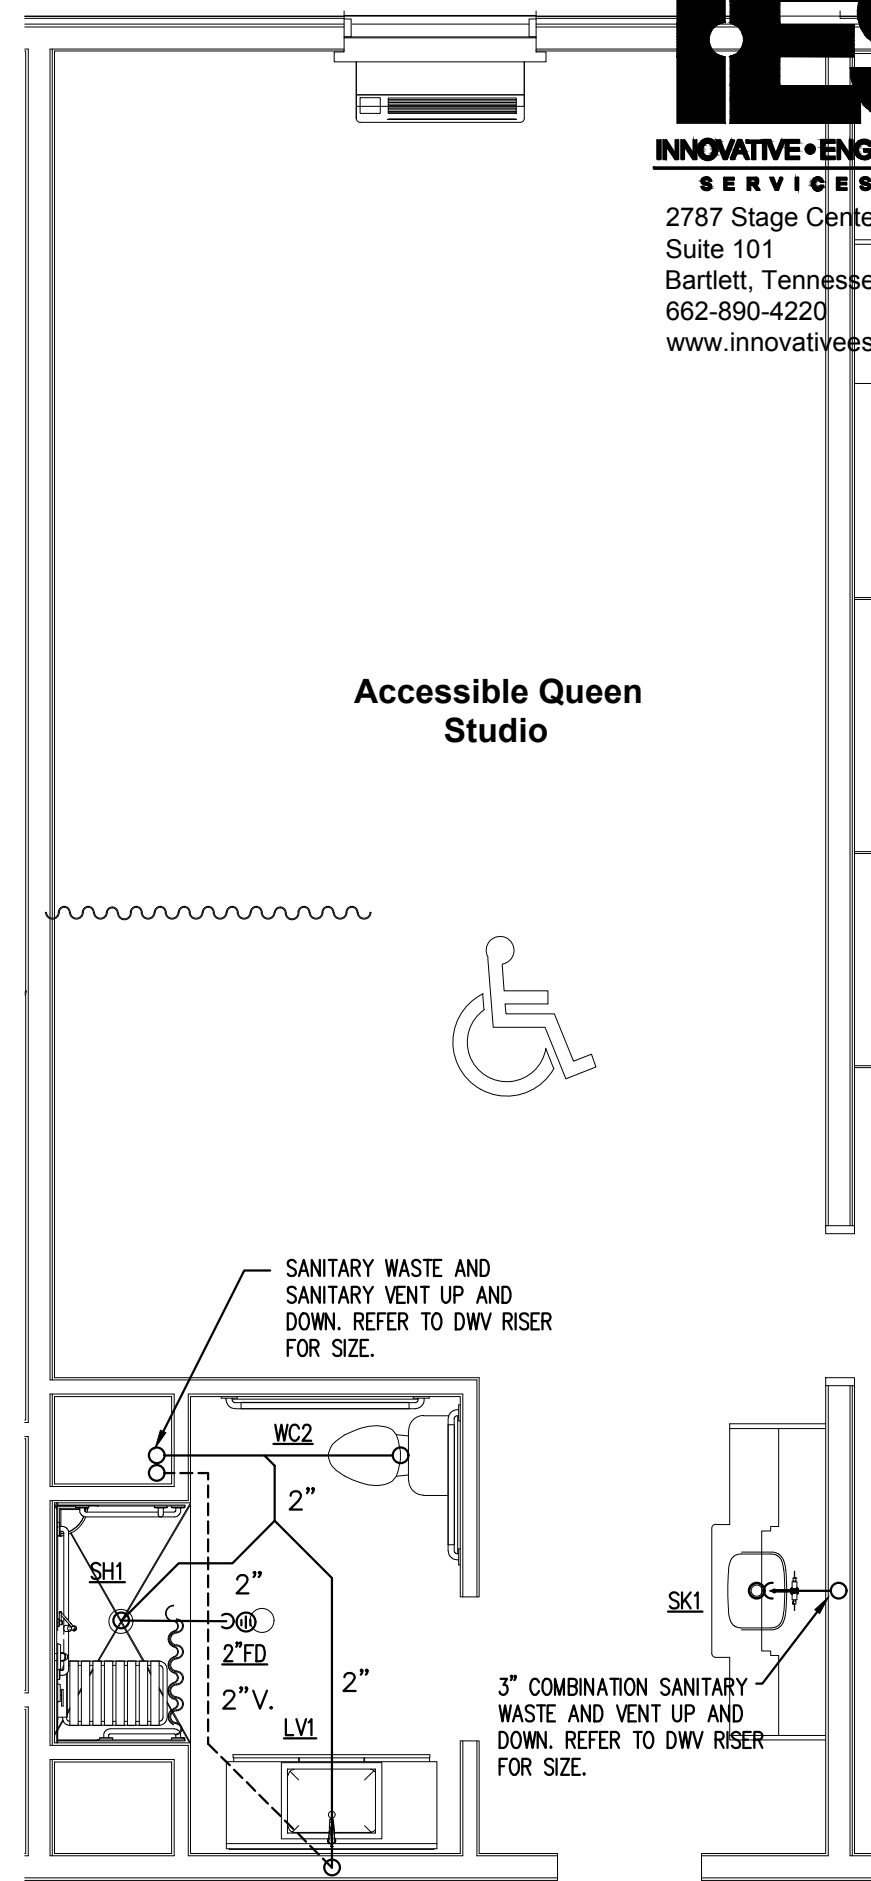 INNOVATIVE • ENG
SERVICES
2787 Stage Cente
Suite 101
Bartlett, Tennesse
662-890-4220
www.innovativees
Accessible Queen
Studio
SANITARY WASTE AND
SANITARY VENT UP AND
DOWN. REFER TO DWV RISER
FOR SIZE.
WC2
2"
SH1
2"
2"FD
2"V.
2"
LV1
SK1
3" COMBINATION SANITARY
WASTE AND VENT UP AND
DOWN. REFER TO DWV RISER
FOR SIZE.